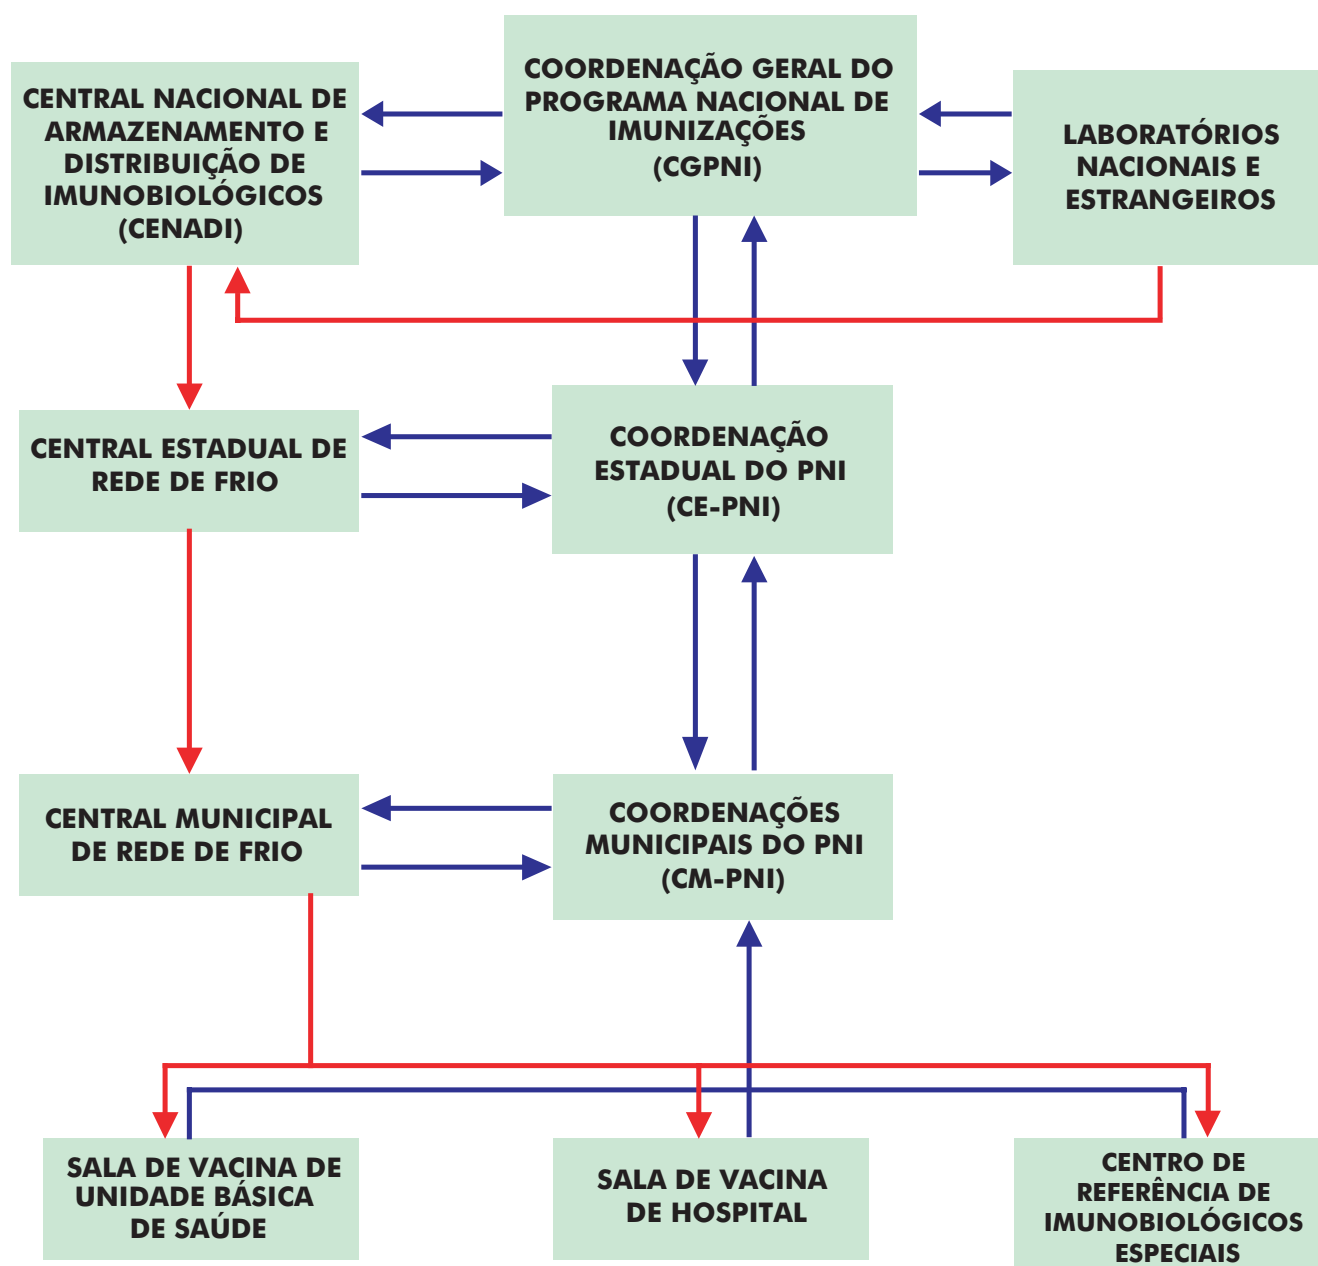 CENTRAL NACIONAL DE
ARMAZENAMENTO E
DISTRIBUIÇÃO DE
IMUNOBIOLÓGICOS
(CENADI)
COORDENAÇÃO GERAL DO
PROGRAMA NACIONAL DE
IMUNIZAÇÕES
(CGPNI)
LABORATÓRIOS
NACIONAIS E
ESTRANGEIROS
CENTRAL ESTADUAL DE
REDE DE FRIO
COORDENAÇÃO
ESTADUAL DO PNI
(CE-PNI)
CENTRAL MUNICIPAL
DE REDE DE FRIO
COORDENAÇÕES
MUNICIPAIS DO PNI
(CM-PNI)
SALA DE VACINA DE
UNIDADE BÁSICA
DE SAÚDE
SALA DE VACINA
DE HOSPITAL
CENTRO DE
REFERÊNCIA DE
IMUNOBIOLÓGICOS
ESPECIAIS